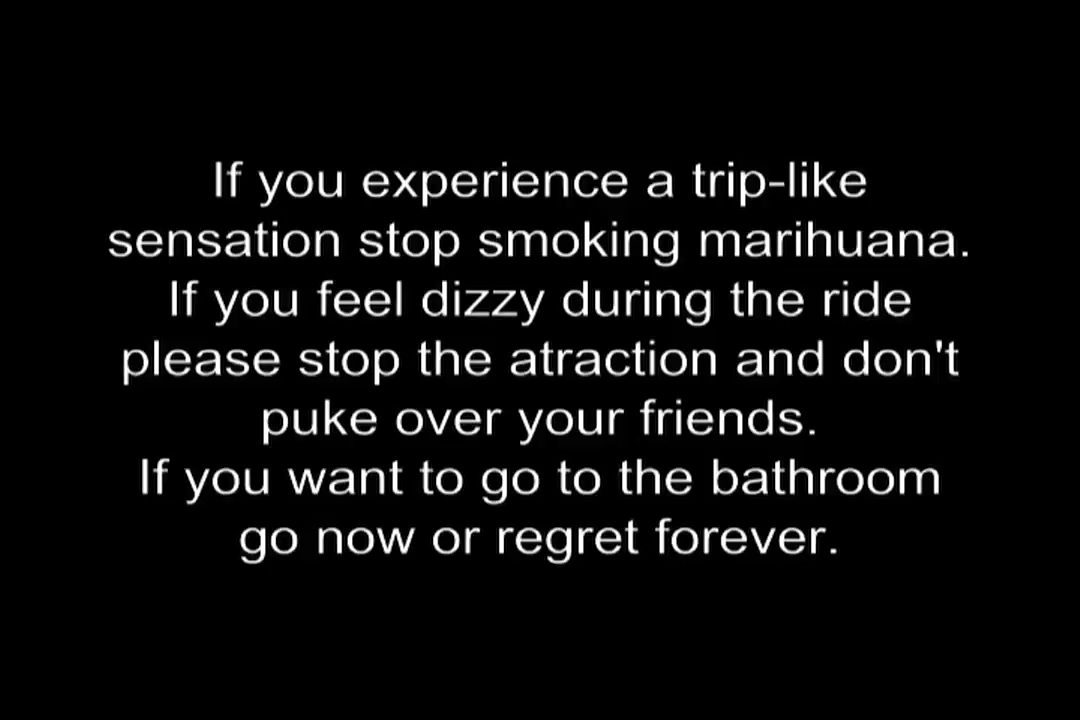 If you experience a trip-like
sensation stop smoking marihuana.
If you feel dizzy during the ride
please stop the atraction and don't
puke over your friends.
If you want to go to the bathroom
go now or regret forever.